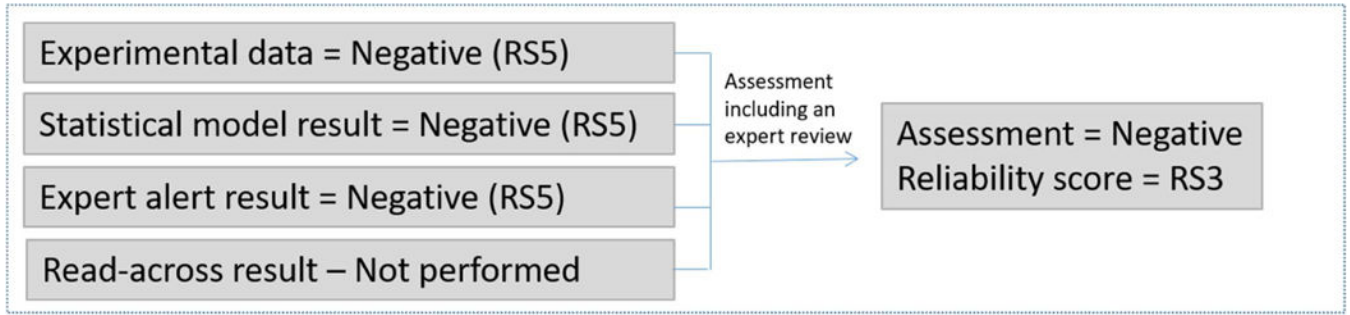 Experimental data = Negative (RS5)
Statistical model result = Negative (RS5)
Expert alert result = Negative (RS5)
Read-across result – Not performed
Assessment
including an
expert review
Assessment = Negative
Reliability score = RS3